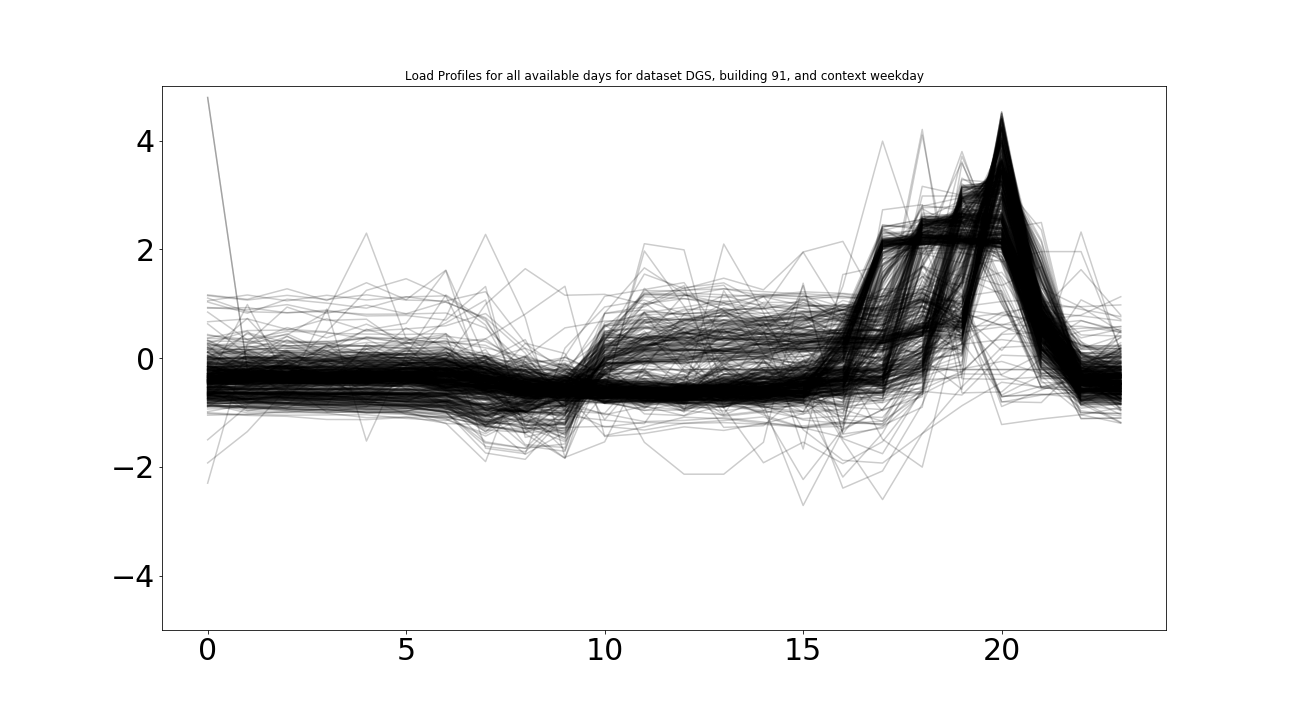 Load Profiles for all available days for dataset DGS, building 91, and context weekday
4
2
0
−2
−4
0 5 10 15 20